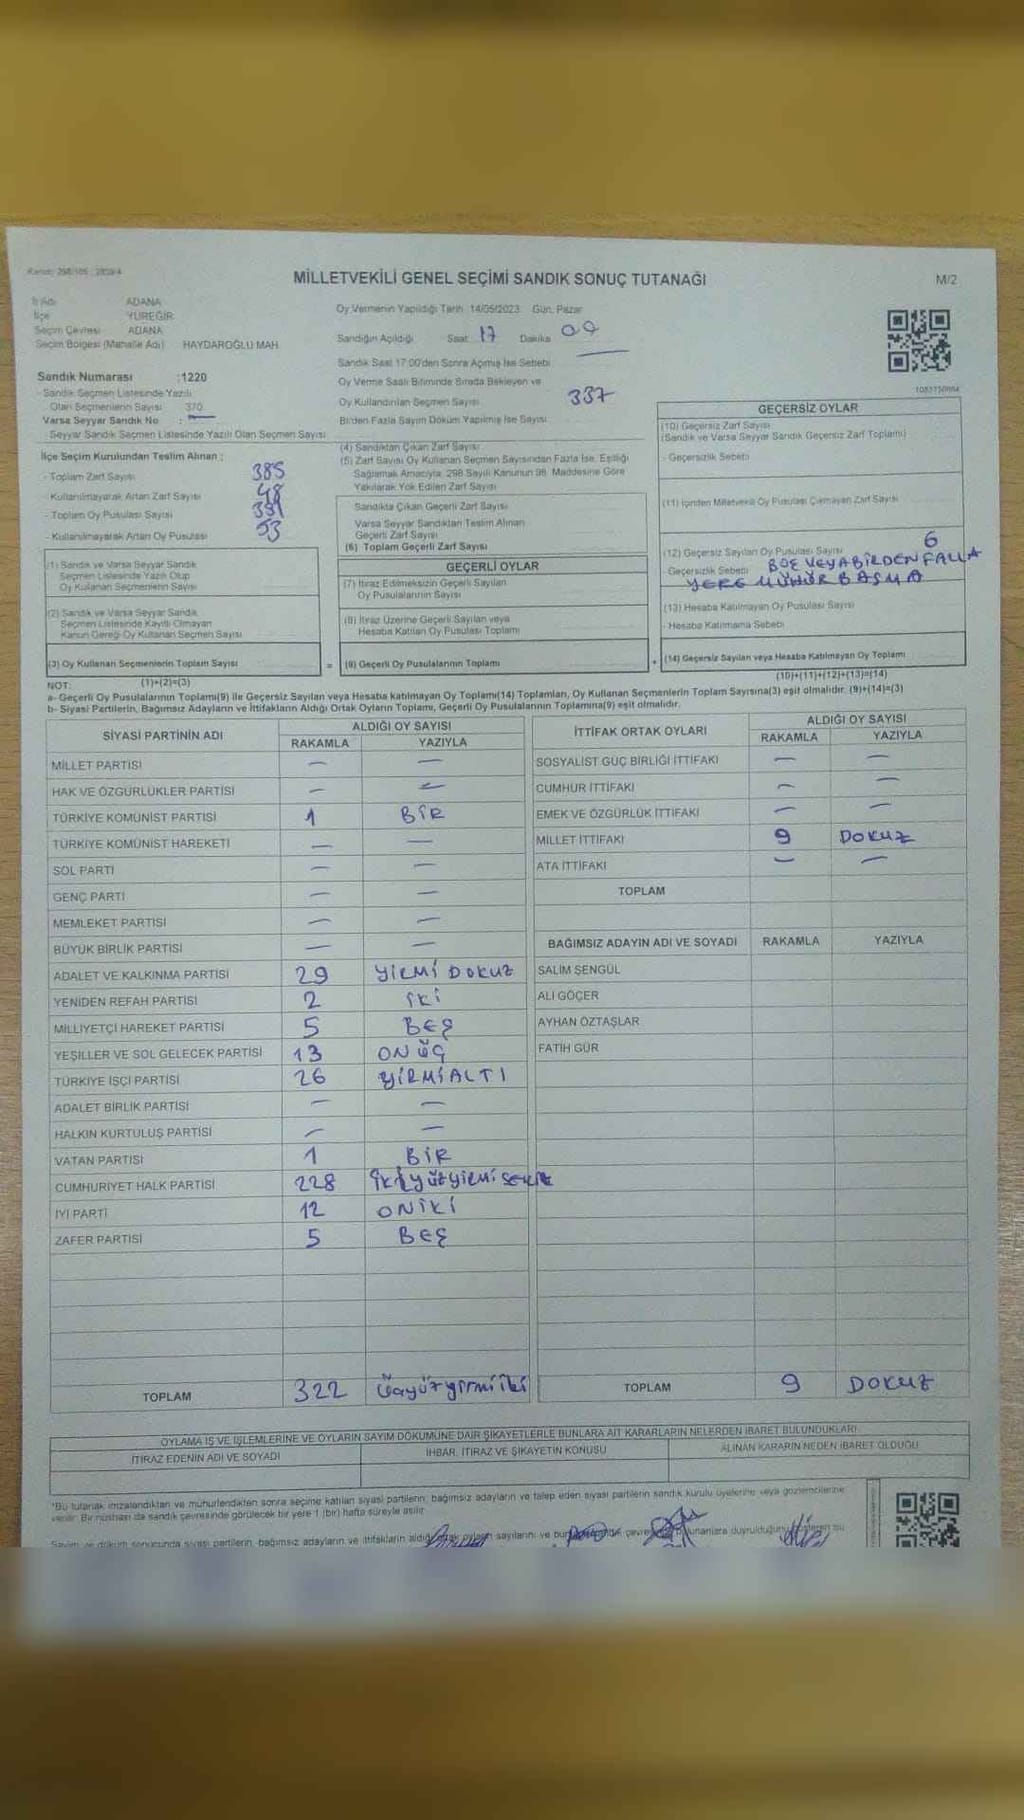 MİLLETVEKİLİ GENEL SEÇİMİ SANDIK SONUÇ TUTANAĞI
M/2
İl Adı ADANA
İlçe YÜREĞİR
Seçim Çevresi ADANA
Seçim Bölgesi (Mahalle Adı) HAYDAROĞLU MAH.
Sandık Numarası :1220
- Sandık Seçmen Listesinde Yazılı
Olan Seçmenlerin Sayısı : 370
Varsa Seyyar Sandık No :
- Seyyar Sandık Seçmen Listesinde Yazılı Olan Seçmen Sayısı
İlçe Seçim Kurulundan Teslim Alınan :
- Toplam Zarf Sayısı 385
- Kullanılmayarak Artan Zarf Sayısı 48
- Toplam Oy Pusulası Sayısı
- Kullanılmayarak Artan Oy Pusulası 53
Oy Vermenin Yapıldığı Tarih 14/05/2023 Gün. Pazar
Sandığın Açıldığı Saat 17 Dakika
Sandık Saat 17:00'den Sonra Açılmış İse Sebebi
Oy Verme Saati Bitiminde Sırada Bekleyen ve
Oy Kullandırılan Seçmen Sayısı 337
Birden Fazla Sayım Döküm Yapılmış İse Sayısı
(4) Sandıktan Çıkan Zarf Sayısı
(5) Zarf Sayısı Oy Kullanan Seçmen Sayısından Fazla İse, Eşitliği
Sağlamak Amacıyla, 298 Sayılı Kanunun 98. Maddesine Göre
Yakılarak Yok Edilen Zarf Sayısı
Sandıkta Çıkan Geçerli Zarf Sayısı
Varsa Seyyar Sandıktan Teslim Alınan
Geçerli Zarf Sayısı
(6) Toplam Geçerli Zarf Sayısı
GEÇERSİZ OYLAR
(10) Geçersiz Zarf Sayısı
(Sandık ve Varsa Seyyar Sandık Geçersiz Zarf Toplamı)
- Geçersizlik Sebebi
(11) İçinden Milletvekili Oy Pusulası Çıkmayan Zarf Sayısı
(12) Geçersiz Sayılan Oy Pusulası Sayısı 6
Geçersizlik Sebebi BOŞ VEYA BİRDEN FALLA
YERE MÜHÜR BASMA
(13) Hesaba Katılmayan Oy Pusulası Sayısı
- Hesaba Katılmama Sebebi
(14) Geçersiz Sayılan veya Hesaba Katılmayan Oy Toplamı
(10)+(11)+(12)+(13)=(14)
(1) Sandık ve Varsa Seyyar Sandık
Seçmen Listesinde Yazılı Olup
Oy Kullanan Seçmenlerin Sayısı
(2) Sandık ve Varsa Seyyar Sandık
Seçmen Listesinde Kayıtlı Olmayan
Kanun Gereği Oy Kullanan Seçmen Sayısı
(3) Oy Kullanan Seçmenlerin Toplam Sayısı
(1)+(2)=(3)
=
GEÇERLİ OYLAR
(7) İtiraz Edilmeksizin Geçerli Sayılan
Oy Pusulalarının Sayısı
(8) İtiraz Üzerine Geçerli Sayılan veya
Hesaba Katılan Oy Pusulası Toplamı
(9) Geçerli Oy Pusulalarının Toplamı
+
NOT:
a- Geçerli Oy Pusulalarının Toplamı(9) ile Geçersiz Sayılan veya Hesaba katılmayan Oy Toplamı(14) Toplamları, Oy Kullanan Seçmenlerin Toplam Sayısına(3) eşit olmalıdır. (9)+(14)=(3)
b- Siyasi Partilerin, Bağımsız Adayların ve İttifakların Aldığı Ortak Oyların Toplamı, Geçerli Oy Pusulalarının Toplamına(9) eşit olmalıdır.
SİYASİ PARTİNİN ADI ALDIĞI OY SAYISI
RAKAMLA YAZIYLA
MİLLET PARTİSİ — —
HAK VE ÖZGÜRLÜKLER PARTİSİ — —
TÜRKİYE KOMÜNİST PARTİSİ 1 BİR
TÜRKİYE KOMÜNİST HAREKETİ — —
SOL PARTİ — —
GENÇ PARTİ — —
MEMLEKET PARTİSİ — —
BÜYÜK BİRLİK PARTİSİ — —
ADALET VE KALKINMA PARTİSİ 29 YİRMİ DOKUZ
YENİDEN REFAH PARTİSİ 2 İKİ
MİLLİYETÇİ HAREKET PARTİSİ 5 BEŞ
YEŞİLLER VE SOL GELECEK PARTİSİ 13 ON ÜÇ
TÜRKİYE İŞÇİ PARTİSİ 26 YİRMİ ALTI
ADALET BİRLİK PARTİSİ — —
HALKIN KURTULUŞ PARTİSİ — —
VATAN PARTİSİ 1 BİR
CUMHURİYET HALK PARTİSİ 228 İKİ YÜZ YİRMİ SEKİZ
İYİ PARTİ 12 ONİKİ
ZAFER PARTİSİ 5 BEŞ
TOPLAM 322 Üçyüz yirmi iki
İTTİFAK ORTAK OYLARI ALDIĞI OY SAYISI
RAKAMLA YAZIYLA
SOSYALİST GÜÇ BİRLİĞİ İTTİFAKI — —
CUMHUR İTTİFAKI — —
EMEK VE ÖZGÜRLÜK İTTİFAKI — —
MİLLET İTTİFAKI 9 DOKUZ
ATA İTTİFAKI — —
TOPLAM
BAĞIMSIZ ADAYIN ADI VE SOYADI RAKAMLA YAZIYLA
SALİM ŞENGÜL
ALİ GÖÇER
AYHAN ÖZTAŞLAR
FATİH GÜR
TOPLAM 9 DOKUZ
OYLAMA İŞ VE İŞLEMLERİNE VE OYLARIN SAYIM DÖKÜMÜNE DAİR ŞİKAYETLERLE BUNLARA AİT KARARLARIN NELERDEN İBARET BULUNDUKLARI
İTİRAZ EDENİN ADI VE SOYADI İHBAR, İTİRAZ VE ŞİKAYETİN KONUSU ALINAN KARARIN NEDEN İBARET OLDUĞU
*Bu tutanak imzalandıktan ve mühürlendikten sonra seçime katılan siyasi partilerin, bağımsız adayların ve talep eden siyasi partilerin sandık kurulu üyelerine veya gözlemcilerine
verilir. Bir nüshası da sandık çevresinde görülecek bir yere 1 (bir) hafta süreyle asılır.
Sayım ve döküm sonucunda siyasi partilerin, bağımsız adayların ve ittifakların aldığı ortak oyların sayılarını ve